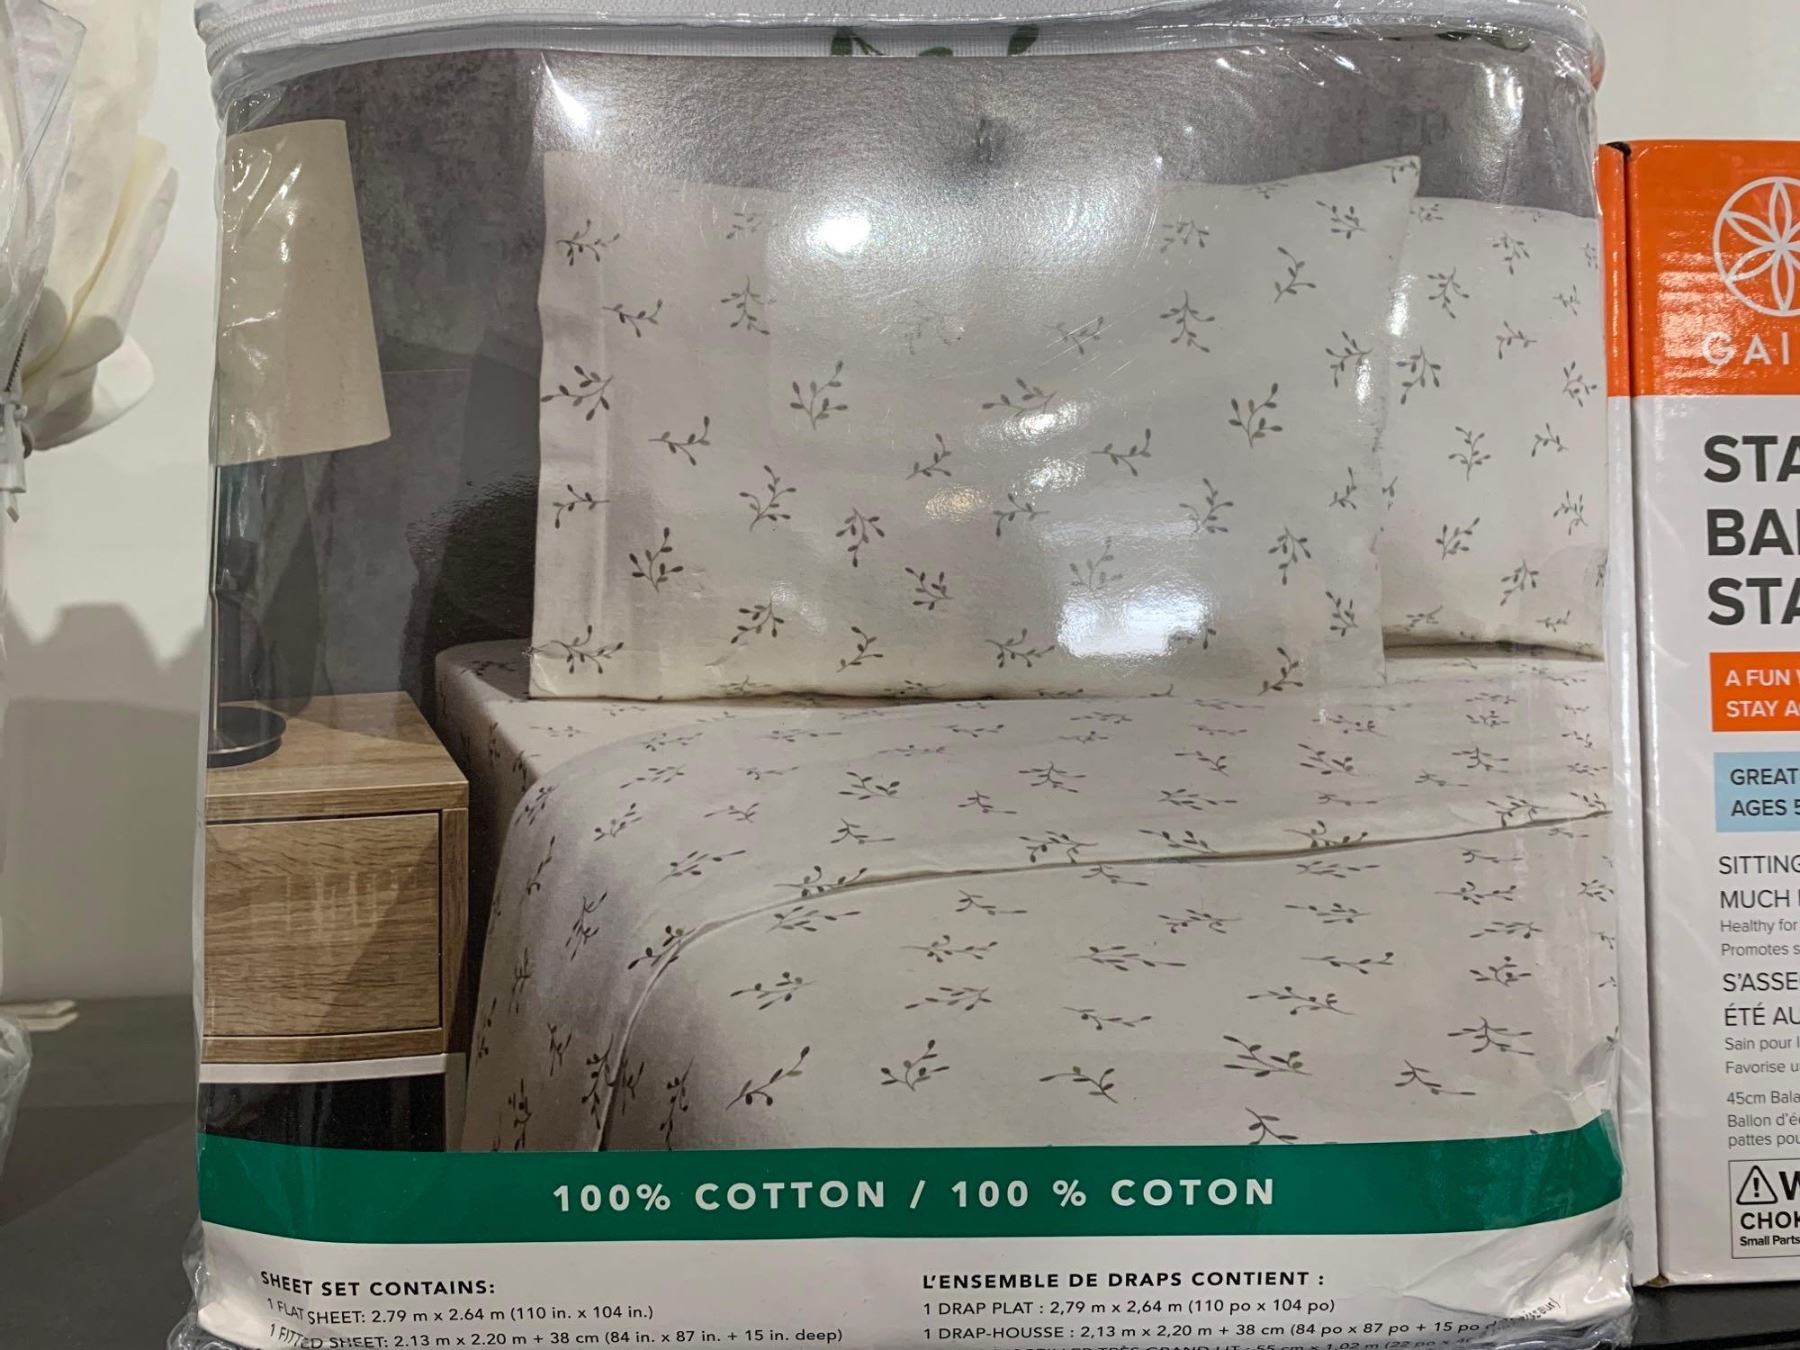 100% COTTON / 100 % COTON
SHEET SET CONTAINS:
1 FLAT SHEET: 2.79 m x 2.64 m (110 in. x 104 in.)
1 FITTED SHEET: 2.13 m x 2.20 m + 38 cm (84 in. x 87 in. + 15 in. deep)
L'ENSEMBLE DE DRAPS CONTIENT :
1 DRAP PLAT : 2,79 m x 2,64 m (110 po x 104 po)
1 DRAP-HOUSSE : 2,13 m x 2,20 m + 38 cm (84 po x 87 po + 15 po
GAI
STA
BAL
STA
A FUN
STAY A
GREAT
AGES 5
SITTING
MUCH
Healthy for
Promotes s
S'ASSE
ÉTÉ AU
Sain pour l
Favorise u
45cm Bala
Ballon d'é
pattes pou
CHOK
Small Parts